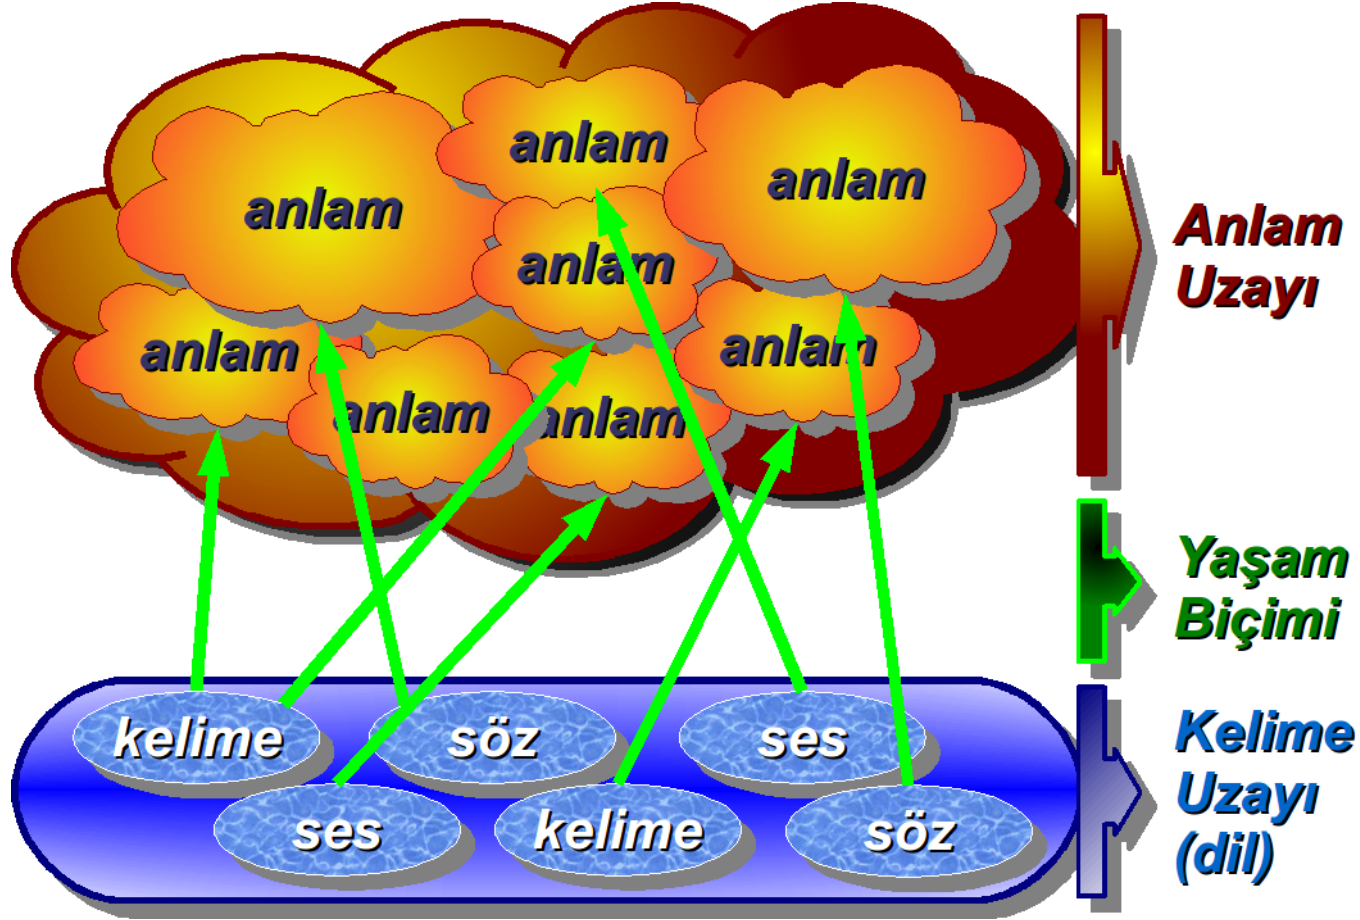 anlam
anlam
anlam
anlam
anlam
anlam
anlam
anlam
Anlam
Uzayı
Yaşam
Biçimi
kelime
söz
ses
ses
kelime
söz
Kelime
Uzayı
(dil)